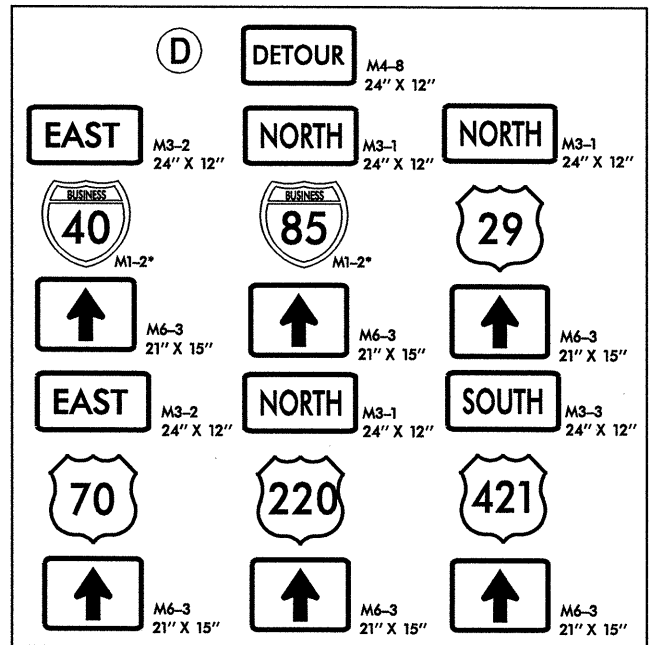 D
DETOUR
M4-8
24" X 12"
EAST
M3-2
24" X 12"
NORTH
M3-1
24" X 12"
NORTH
M3-1
24" X 12"
BUSINESS
40
M1-2*
BUSINESS
85
M1-2*
29
M6-3
21" X 15"
M6-3
21" X 15"
M6-3
21" X 15"
EAST
M3-2
24" X 12"
NORTH
M3-1
24" X 12"
SOUTH
M3-3
24" X 12"
70
220
421
M6-3
21" X 15"
M6-3
21" X 15"
M6-3
21" X 15"